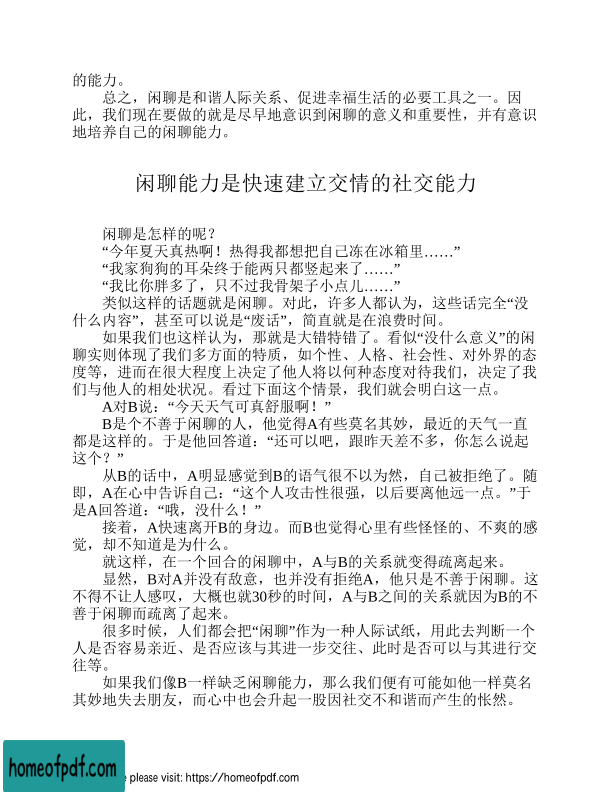 的能力。
总之，闲聊是和谐人际关系、促进幸福生活的必要工具之一。因
此，我们现在要做的就是尽早地意识到闲聊的意义和重要性，并有意识
地培养自己的闲聊能力。
闲聊能力是快速建立交情的社交能力
闲聊是怎样的呢？
“今年夏天真热啊！热得我都想把自己冻在冰箱里……”
“我家狗狗的耳朵终于能两只都竖起来了……”
“我比你胖多了，只不过我骨架子小点儿……”
类似这样的话题就是闲聊。对此，许多人都认为，这些话完全“没
什么内容”，甚至可以说是“废话”，简直就是在浪费时间。
如果我们也这样认为，那就是大错特错了。看似“没什么意义”的闲
聊实则体现了我们多方面的特质，如个性、人格、社会性、对外界的态
度等，进而在很大程度上决定了他人将以何种态度对待我们，决定了我
们与他人的相处状况。看过下面这个情景，我们就会明白这一点。
A对B说：“今天天气可真舒服啊！”
B是个不善于闲聊的人，他觉得A有些莫名其妙，最近的天气一直
都是这样的。于是他回答道：“还可以吧，跟昨天差不多，你怎么说起
这个？”
从B的话中，A明显感觉到B的语气很不以为然，自己被拒绝了。随
即，A在心中告诉自己：“这个人攻击性很强，以后要离他远一点。”于
是A回答道：“哦，没什么！”
接着，A快速离开B的身边。而B也觉得心里有些怪怪的、不爽的感
觉，却不知道是为什么。
就这样，在一个回合的闲聊中，A与B的关系就变得疏离起来。
显然，B对A并没有敌意，也并没有拒绝A，他只是不善于闲聊。这
不得不让人感叹，大概也就30秒的时间，A与B之间的关系就因为B的不
善于闲聊而疏离了起来。
很多时候，人们都会把“闲聊”作为一种人际试纸，用此去判断一个
人是否容易亲近、是否应该与其进一步交往、此时是否可以与其进行交
往等。
如果我们像B一样缺乏闲聊能力，那么我们便有可能如他一样莫名
其妙地失去朋友，而心中也会升起一股因社交不和谐而产生的怅然。
homeofpdf.com
please visit: https://homeofpdf.com